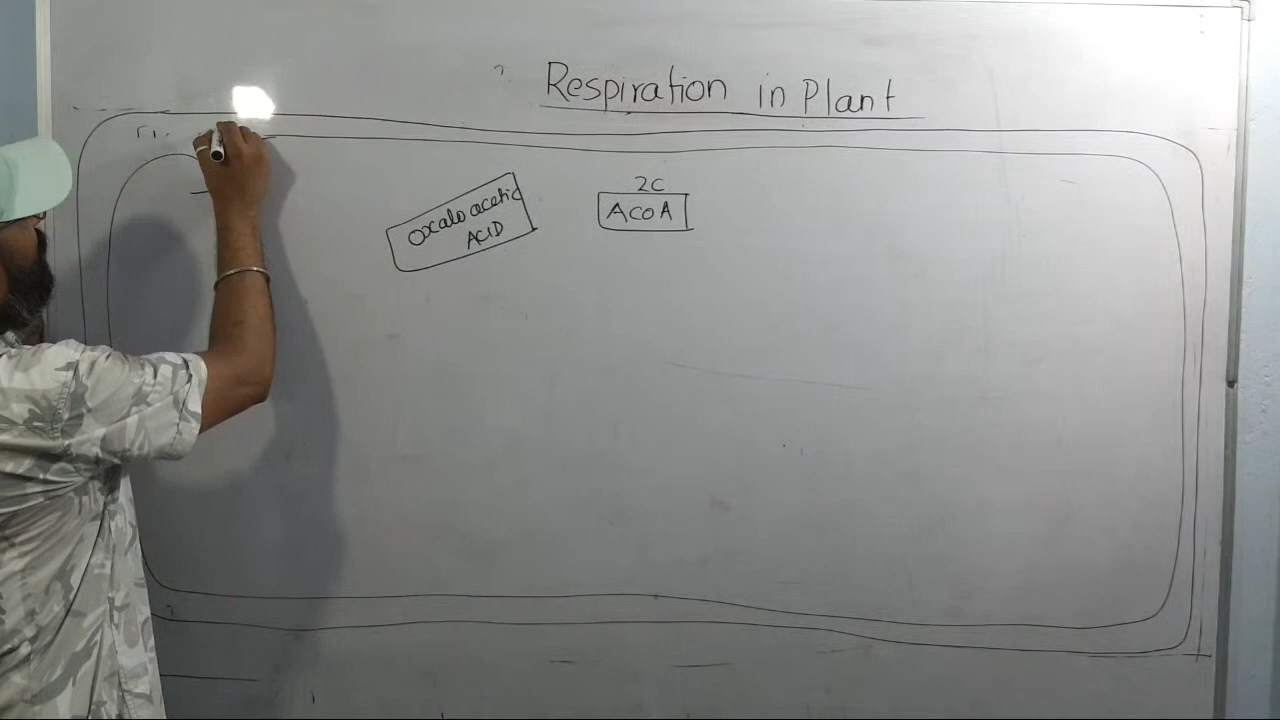 Respiration in Plant
2C
Oxalo acetic
ACID
ACoA